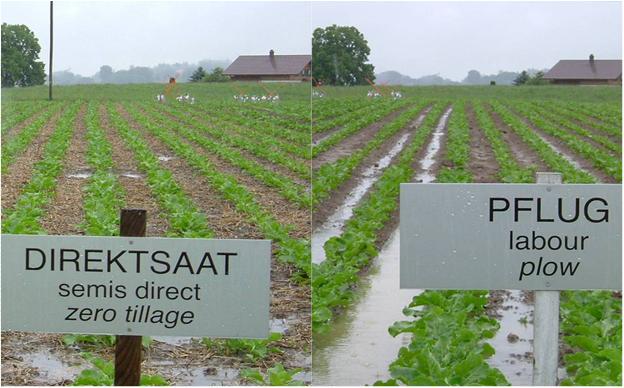 DIREKTSAAT
semis direct
zero tillage
PFLUG
labour
plow